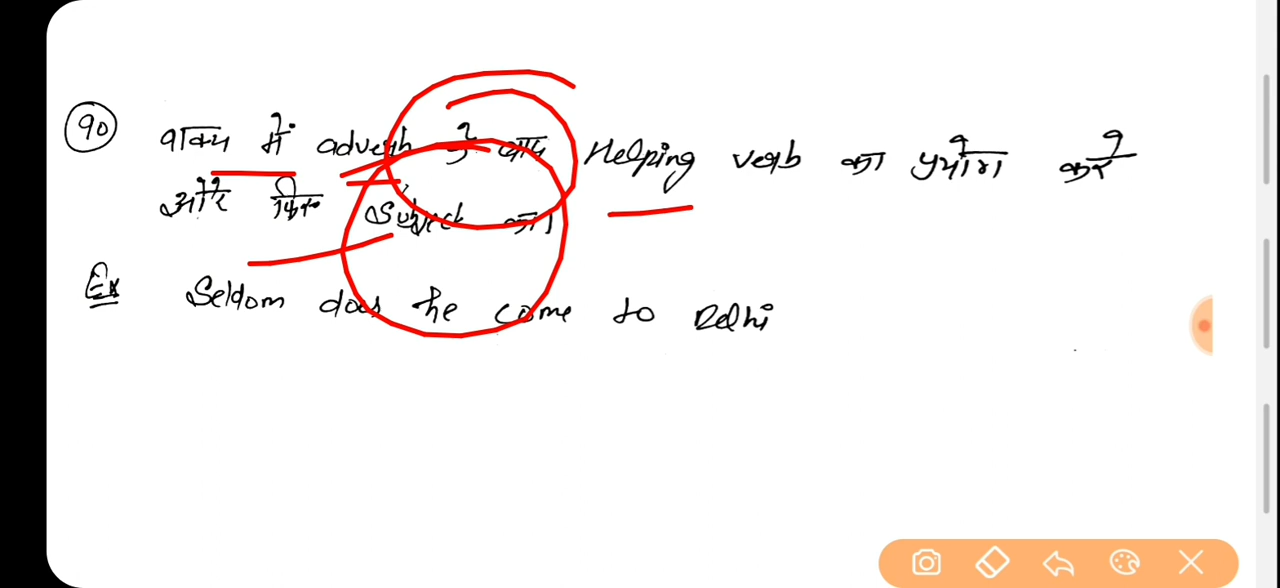 90 वाक्य में adverb के बाद Helping verb का प्रयोग करें
और फिर Subject का।
Ex Seldom does he come to Delhi